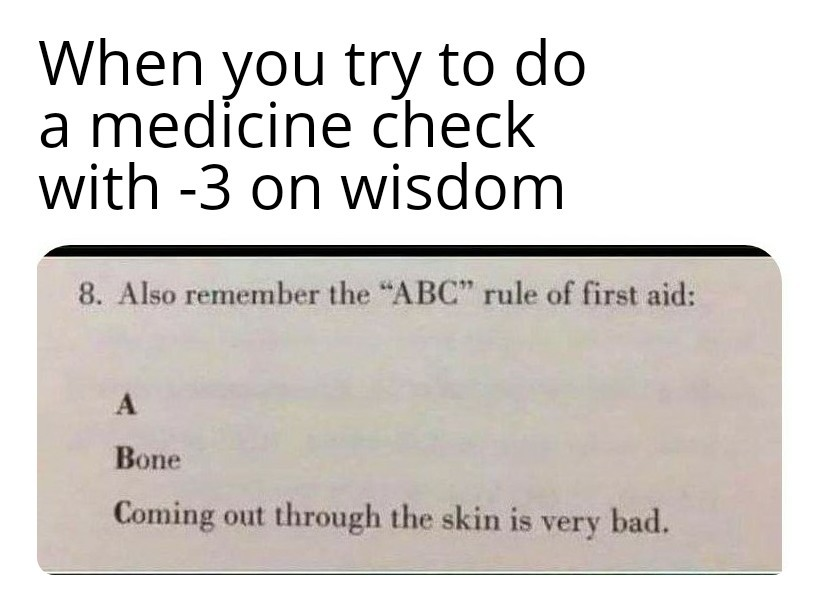 When you try to do
a medicine check
with -3 on wisdom
8. Also remember the “ABC” rule of first aid:
A
Bone
Coming out through the skin is very bad.